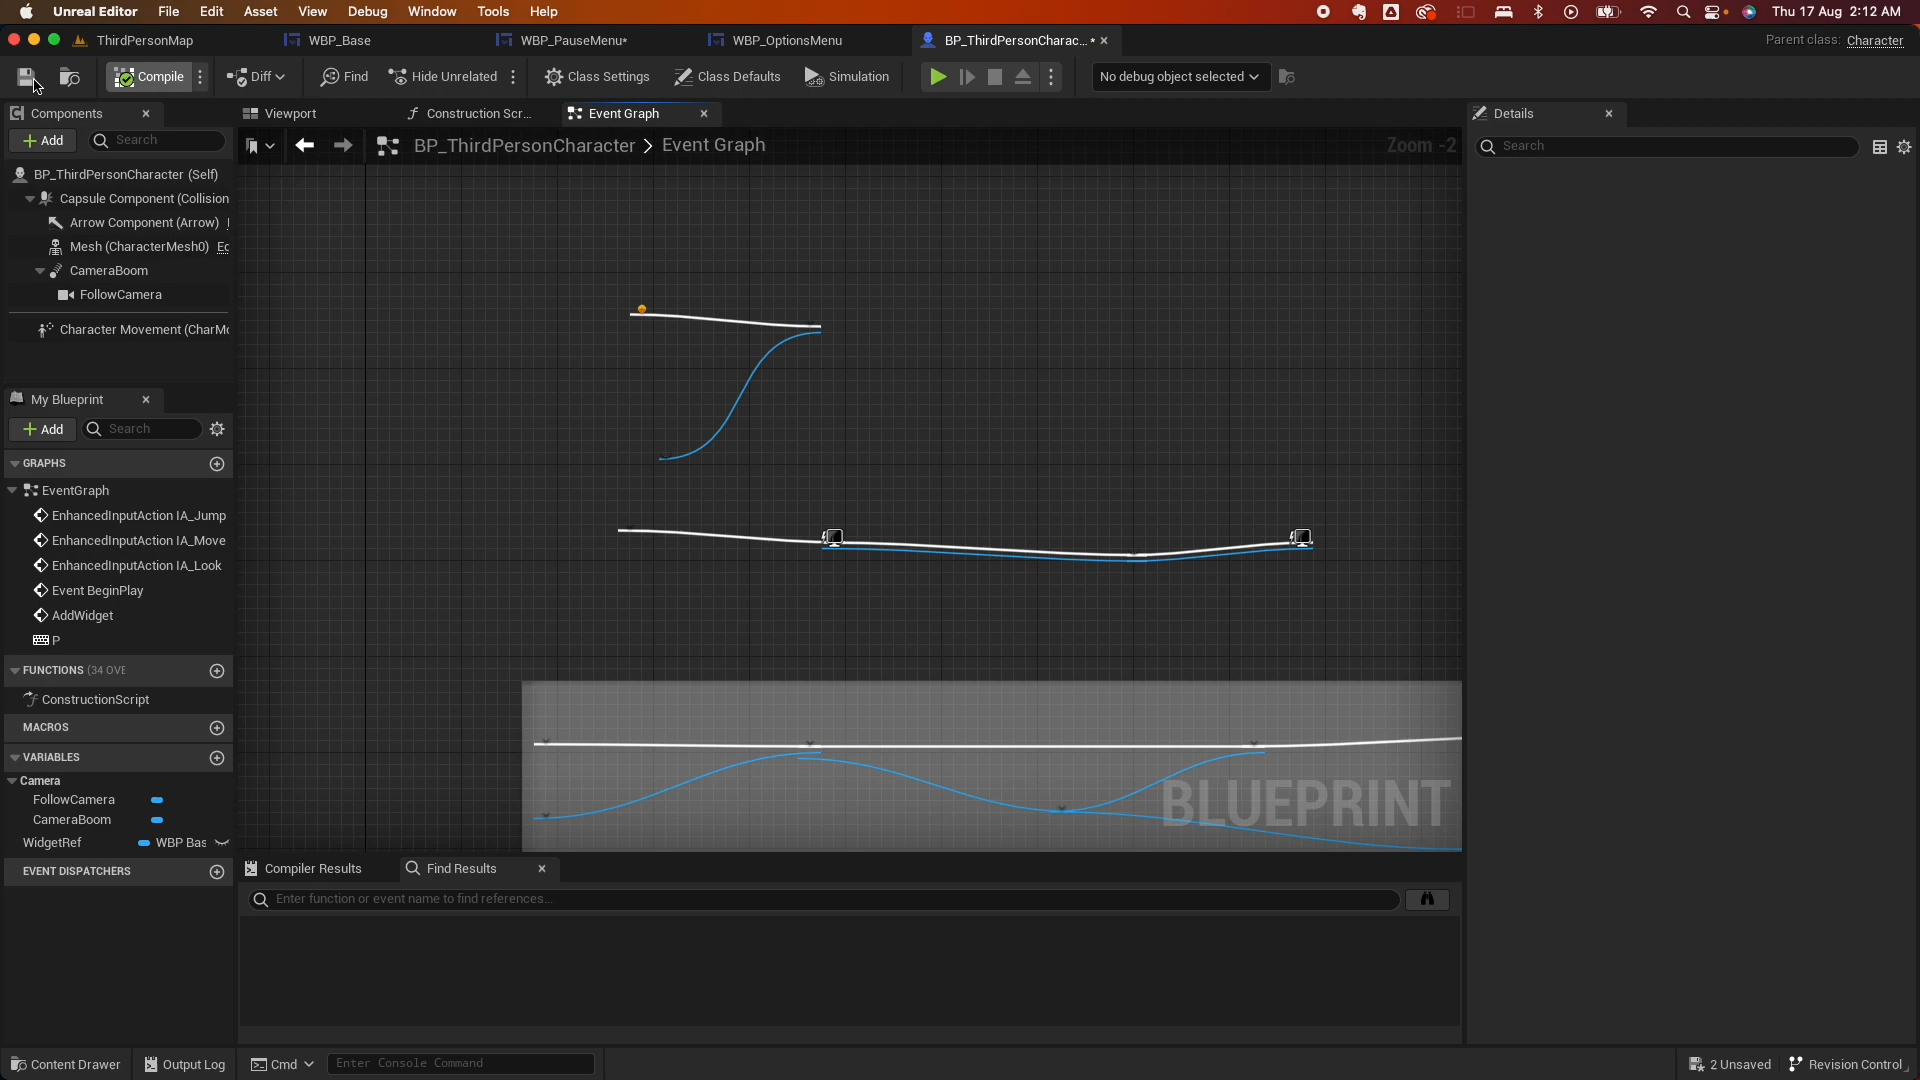 Unreal Editor File Edit Asset View Debug Window Tools Help Thu 17 Aug 2:12 AM
ThirdPersonMap WBP_Base WBP_PauseMenu* WBP_OptionsMenu BP_ThirdPersonCharac...* Parent class: Character
Compile Diff Find Hide Unrelated Class Settings Class Defaults Simulation No debug object selected
Components Viewport Construction Scr... Event Graph Details
Add Search BP_ThirdPersonCharacter > Event Graph Zoom -2 Search
BP_ThirdPersonCharacter (Self)
Capsule Component (Collision
Arrow Component (Arrow)
Mesh (CharacterMesh0) Ed
CameraBoom
FollowCamera
Character Movement (CharMo
My Blueprint
Add Search
GRAPHS
EventGraph
EnhancedInputAction IA_Jump
EnhancedInputAction IA_Move
EnhancedInputAction IA_Look
Event BeginPlay
AddWidget
P
FUNCTIONS (34 OVE
ConstructionScript
MACROS
VARIABLES
Camera
FollowCamera
CameraBoom
WidgetRef WBP Bas
EVENT DISPATCHERS
BLUEPRINT
Compiler Results Find Results
Enter function or event name to find references...
Content Drawer Output Log Cmd Enter Console Command 2 Unsaved Revision Control